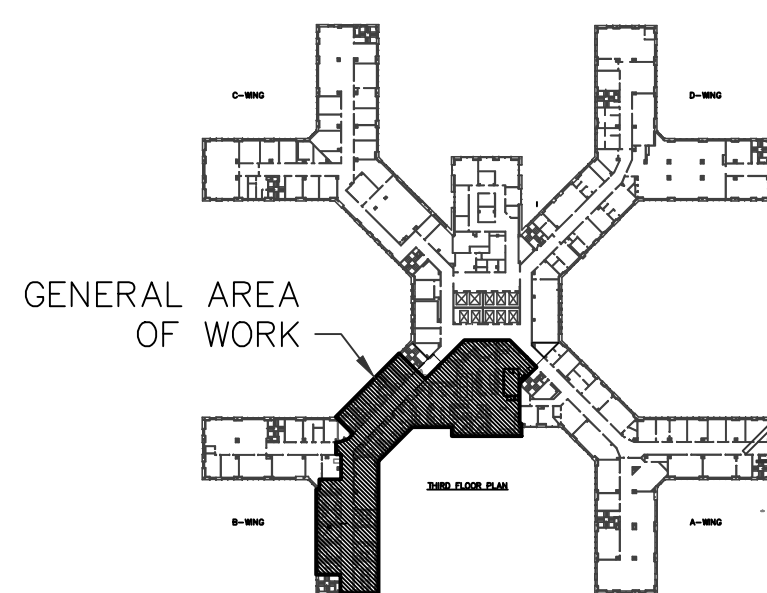 C-WING
D-WING
GENERAL AREA
OF WORK
THIRD FLOOR PLAN
B-WING
A-WING